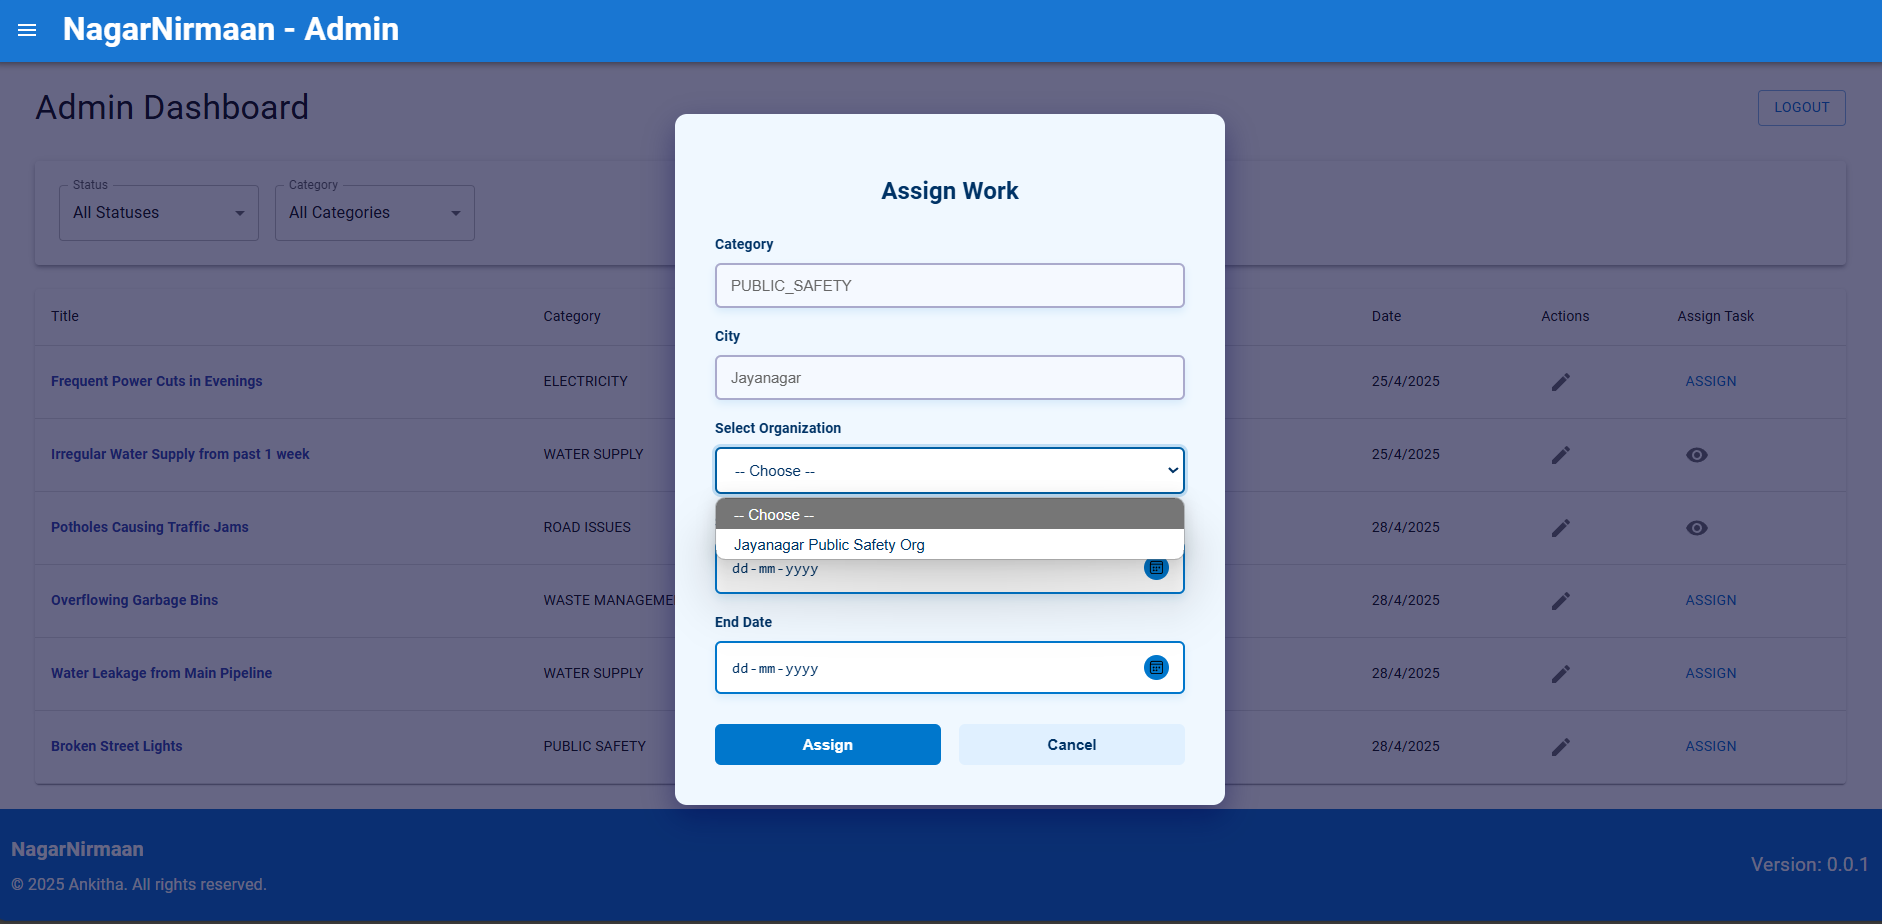 NagarNirmaan - Admin
Admin Dashboard
LOGOUT
Status
All Statuses
Category
All Categories
Title Category Date Actions Assign Task
Frequent Power Cuts in Evenings ELECTRICITY 25/4/2025 ASSIGN
Irregular Water Supply from past 1 week WATER SUPPLY 25/4/2025
Potholes Causing Traffic Jams ROAD ISSUES 28/4/2025
Overflowing Garbage Bins WASTE MANAGEME 28/4/2025 ASSIGN
Water Leakage from Main Pipeline WATER SUPPLY 28/4/2025 ASSIGN
Broken Street Lights PUBLIC SAFETY 28/4/2025 ASSIGN
Assign Work
Category
PUBLIC_SAFETY
City
Jayanagar
Select Organization
-- Choose --
-- Choose --
Jayanagar Public Safety Org
dd-mm-yyyy
End Date
dd-mm-yyyy
Assign Cancel
NagarNirmaan
© 2025 Ankitha. All rights reserved.
Version: 0.0.1